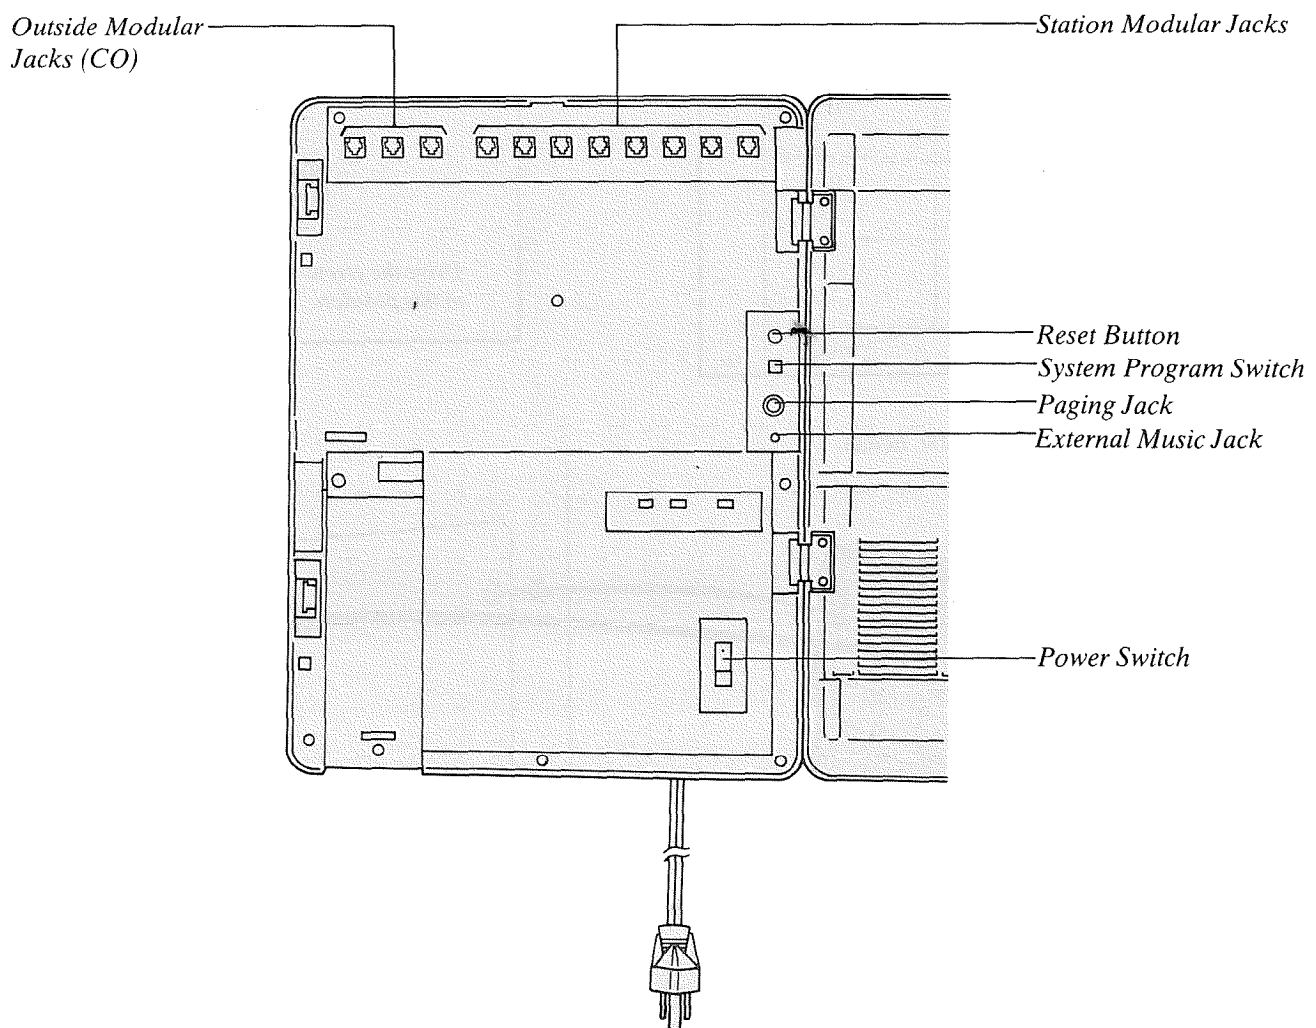 Outside Modular
Jacks (CO)
Station Modular Jacks
Reset Button
System Program Switch
Paging Jack
External Music Jack
Power Switch